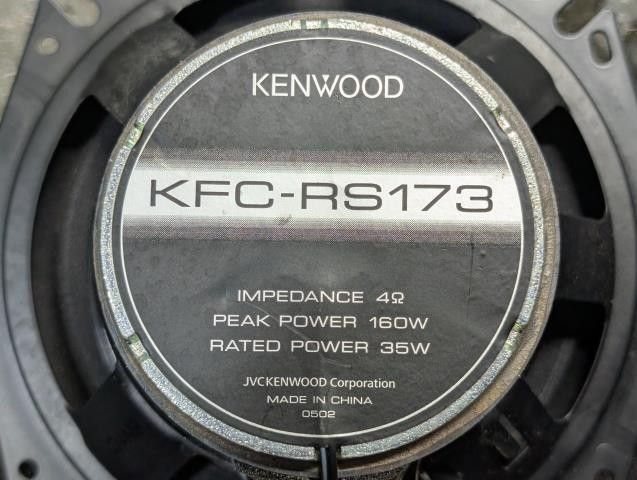 KENWOOD
KFC-RS173
IMPEDANCE 4Ω
PEAK POWER 160W
RATED POWER 35W
JVCKENWOOD Corporation
MADE IN CHINA
0502